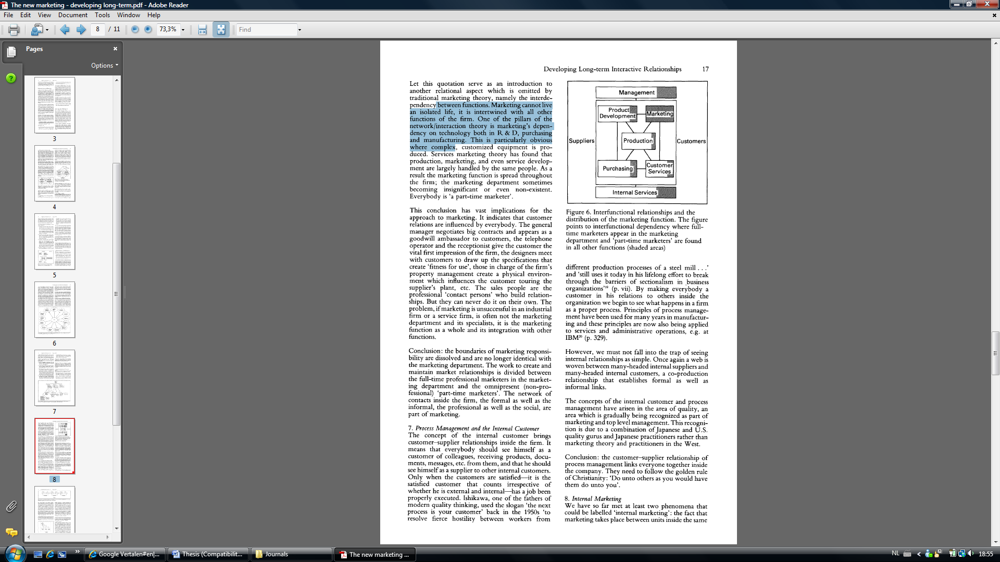 The new marketing - developing long-term.pdf - Adobe Reader
File Edit View Document Tools Window Help
8 / 11 73,3% Find
Pages
Options
3
4
5
6
7
8
Developing Long-term Interactive Relationships 17
Let this quotation serve as an introduction to
another relational aspect which is omitted by
traditional marketing theory, namely the interde-
pendency between functions. Marketing cannot live
an isolated life, it is intertwined with all other
functions of the firm. One of the pillars of the
network/interaction theory is marketing's depen-
dency on technology both in R & D, purchasing
and manufacturing. This is particularly obvious
where complex, customized equipment is pro-
duced. Services marketing theory has found that
production, marketing, and even service develop-
ment are largely handled by the same people. As a
result the marketing function is spread throughout
the firm; the marketing department sometimes
becoming insignificant or even non-existent.
Everybody is 'a part-time marketer'.
This conclusion has vast implications for the
approach to marketing. It indicates that customer
relations are influenced by everybody. The general
manager negotiates big contracts and appears as a
goodwill ambassador to customers, the telephone
operator and the receptionist give the customer the
vital first impression of the firm, the designers meet
with customers to draw up the specifications that
create 'fitness for use', those in charge of the firm's
property management create a physical environ-
ment which influences the customer touring the
supplier's plant, etc. The sales people are the
professional 'contact persons' who build relation-
ships. But they can never do it on their own. The
problem, if marketing is unsuccessful in an industrial
firm or a service firm, is often not the marketing
department and its specialists, it is the marketing
function as a whole and its integration with other
functions.
Conclusion: the boundaries of marketing responsi-
bility are dissolved and are no longer identical with
the marketing department. The work to create and
maintain market relationships is divided between
the full-time professional marketers in the market-
ing department and the omnipresent (non-pro-
fessional) 'part-time marketers'. The network of
contacts inside the firm, the formal as well as the
informal, the professional as well as the social, are
part of marketing.
7. Process Management and the Internal Customer
The concept of the internal customer brings
customer–supplier relationships inside the firm. It
means that everybody should see himself as a
customer of colleagues, receiving products, docu-
ments, messages, etc. from them, and that he should
see himself as a supplier to other internal customers.
Only when the customers are satisfied—it is the
satisfied customer that counts irrespective of
whether he is external and internal—has a job been
properly executed. Ishikawa, one of the fathers of
modern quality thinking, used the slogan 'the next
process is your customer' back in the 1950s 'to
resolve fierce hostility between workers from
Management
Product
Development
Marketing
Suppliers
Production
Customers
Purchasing
Customer
Services
Internal Services
Figure 6. Interfunctional relationships and the
distribution of the marketing function. The figure
points to interfunctional dependency where full-
time marketers appear in the marketing
department and 'part-time marketers' are found
in all other functions (shaded areas)
different production processes of a steel mill . . .'
and 'still uses it today in his lifelong effort to break
through the barriers of sectionalism in business
organizations'¹⁹ (p. vii). By making everybody a
customer in his relations to others inside the
organization we begin to see what happens in a firm
as a proper process. Principles of process manage-
ment have been used for many years in manufactur-
ing and these principles are now also being applied
to services and administrative operations, e.g. at
IBM²⁰ (p. 329).
However, we must not fall into the trap of seeing
internal relationships as simple. Once again a web is
woven between many-headed internal suppliers and
many-headed internal customers, a co-production
relationship that establishes formal as well as
informal links.
The concepts of the internal customer and process
management have arisen in the area of quality, an
area which is gradually being recognized as part of
marketing and top level management. This recogni-
tion is due to a combination of Japanese and U.S.
quality gurus and Japanese practitioners rather than
marketing theory and practitioners in the West.
Conclusion: the customer–supplier relationship of
process management links everyone together inside
the company. They need to follow the golden rule
of Christianity: 'Do unto others as you would have
them do unto you'.
8. Internal Marketing
We have so far met at least two phenomena that
could be labelled 'internal marketing': the fact that
marketing takes place between units inside the same
Google Vertalen#en|... Thesis (Compatibilit... Journals The new marketing ... NL 18:55